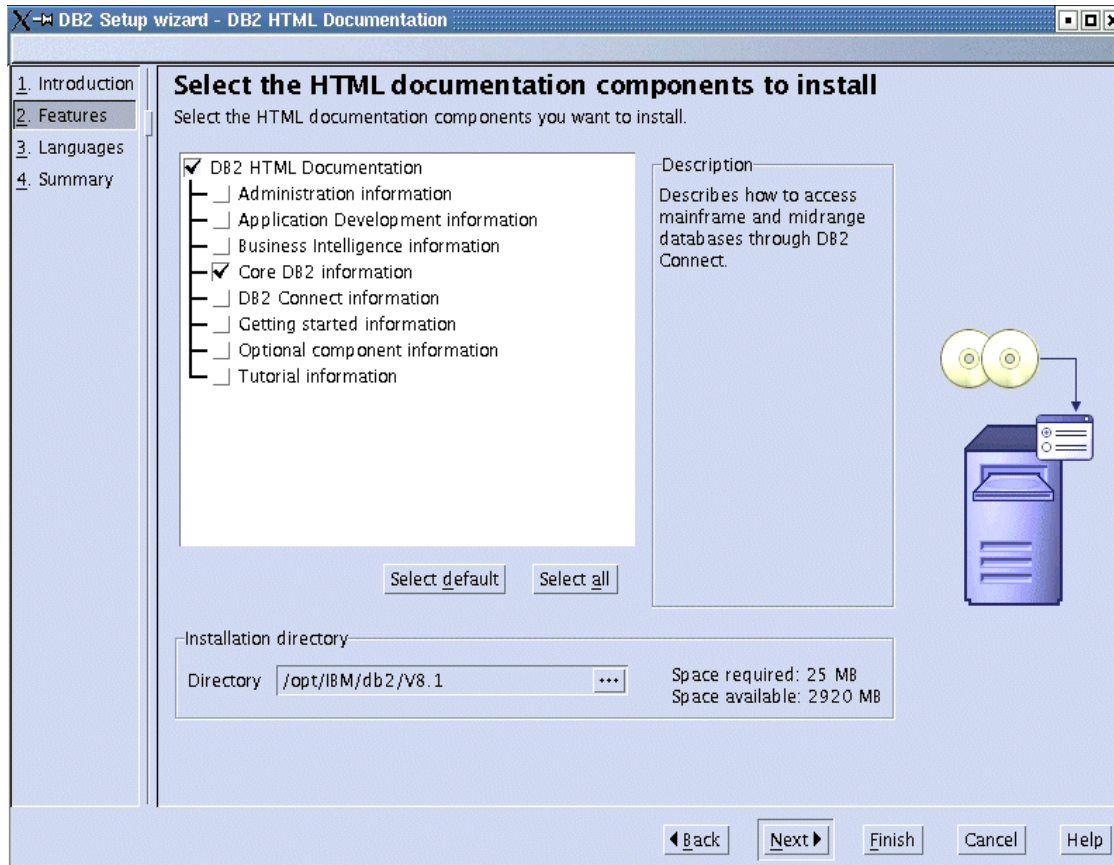 DB2 Setup wizard - DB2 HTML Documentation
1. Introduction
2. Features
3. Languages
4. Summary
Select the HTML documentation components to install
Select the HTML documentation components you want to install.
DB2 HTML Documentation
Administration information
Application Development information
Business Intelligence information
Core DB2 information
DB2 Connect information
Getting started information
Optional component information
Tutorial information
Select default
Select all
Description
Describes how to access
mainframe and midrange
databases through DB2
Connect.
Installation directory
Directory /opt/IBM/db2/V8.1
Space required: 25 MB
Space available: 2920 MB
Back
Next
Finish
Cancel
Help